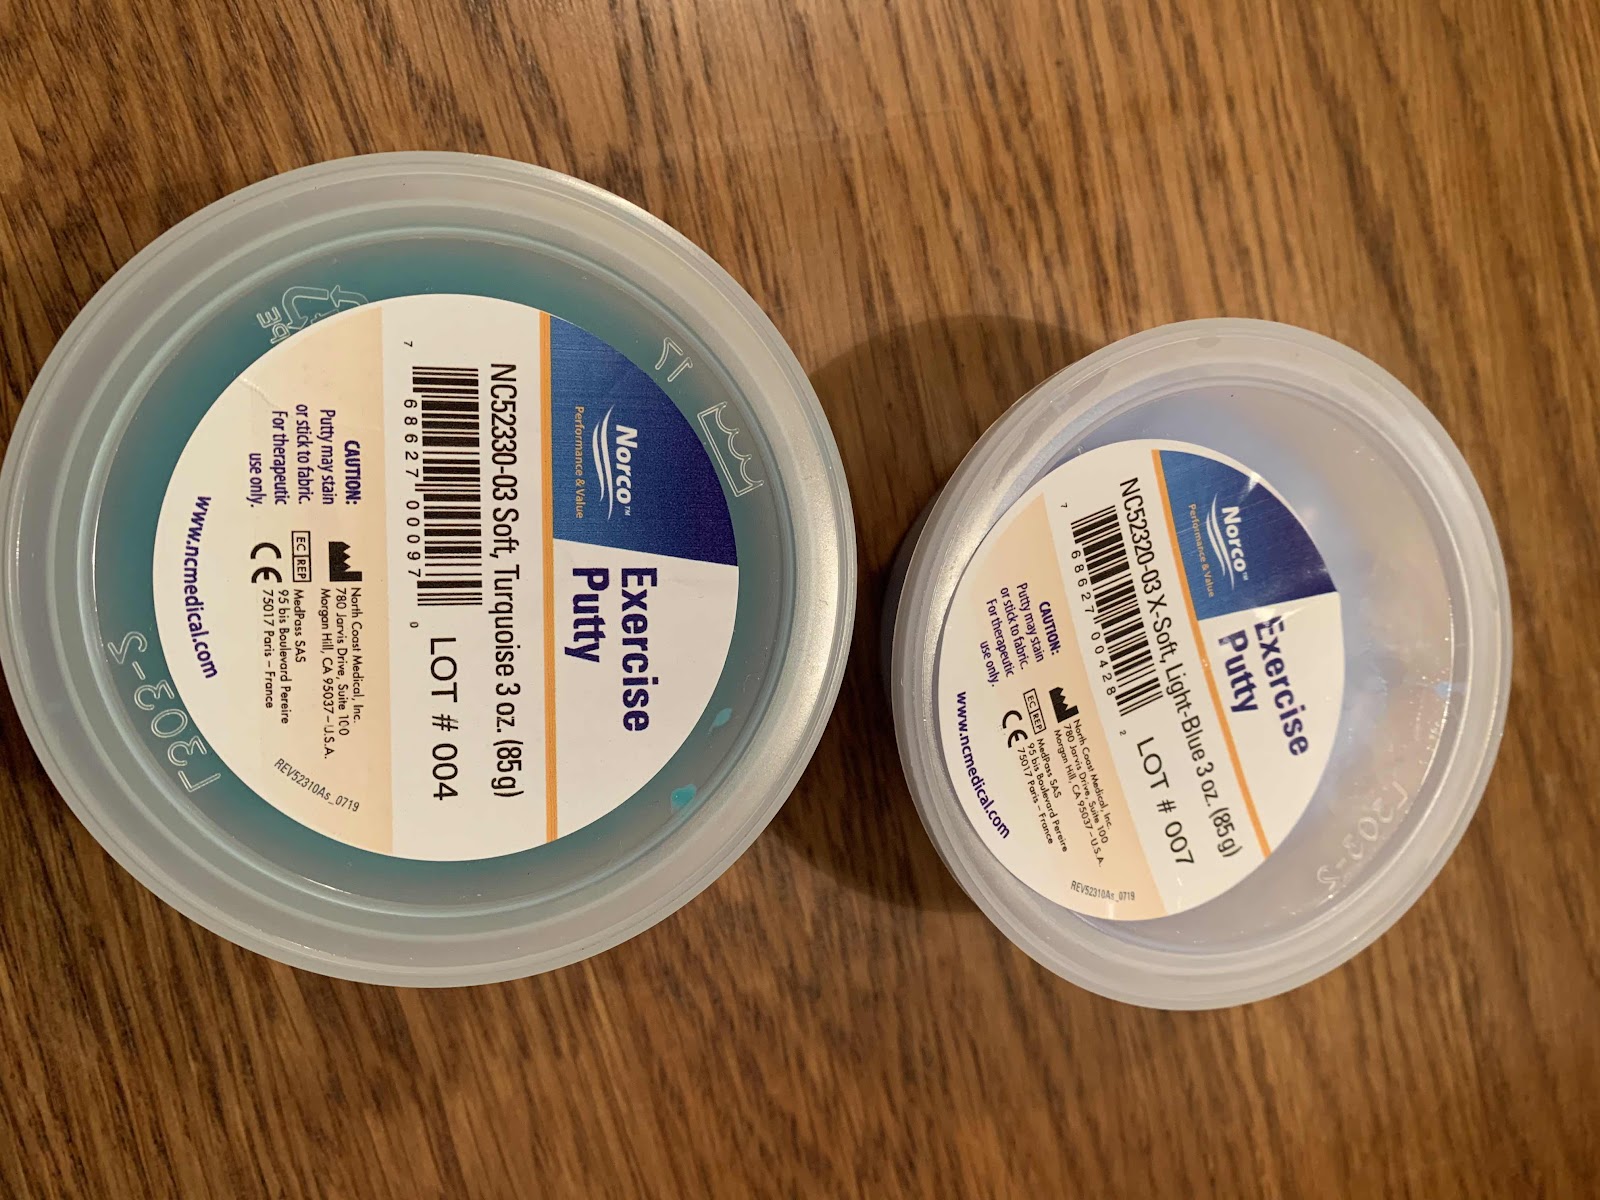 Norco™
Performance & Value
Exercise
Putty
NC52330-03 Soft, Turquoise 3 oz. (85g)
7 68627 00097 0
LOT # 004
CAUTION:
Putty may stain
or stick to fabric.
For therapeutic
use only.
North Coast Medical, Inc.
780 Jarvis Drive, Suite 100
Morgan Hill, CA 95037–U.S.A.
EC REP
MedPass SAS
95 bis Boulevard Pereire
75017 Paris – France
CE
REV52310As_0719
www.ncmedical.com
17
L303-2
Norco™
Performance & Value
Exercise
Putty
NC52320-03 X-Soft, Light-Blue 3 oz. (85g)
7 68627 00428 2
LOT # 007
CAUTION:
Putty may stain
or stick to fabric.
For therapeutic
use only.
North Coast Medical, Inc.
780 Jarvis Drive, Suite 100
Morgan Hill, CA 95037–U.S.A.
EC REP
MedPass SAS
95 bis Boulevard Pereire
75017 Paris – France
CE
REV52310As_0719
www.ncmedical.com
L303-2